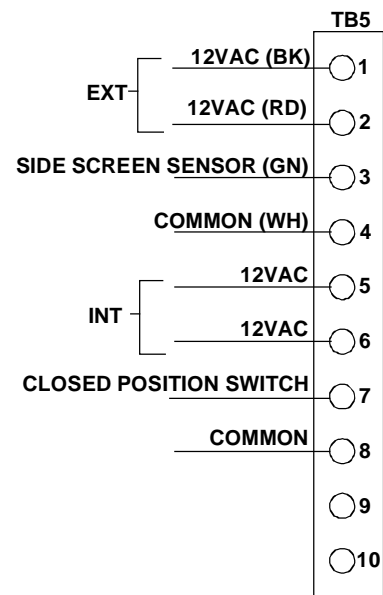 TB5
12VAC (BK) 1
EXT
12VAC (RD) 2
SIDE SCREEN SENSOR (GN) 3
COMMON (WH) 4
12VAC 5
INT
12VAC 6
CLOSED POSITION SWITCH 7
COMMON 8
9
10